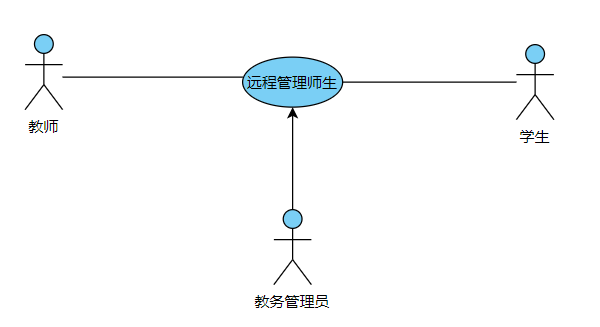 远程管理师生
教师
学生
教务管理员